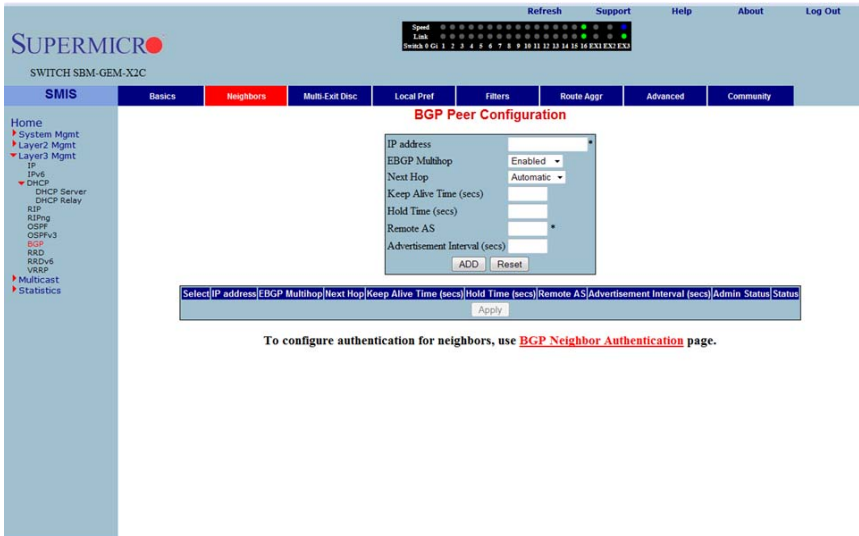 Refresh Support Help About Log Out
SUPERMICRO
Speed
Link
Switch 0 Gi 1 2 3 4 5 6 7 8 9 10 11 12 13 14 15 16 EX1 EX2 EX3
SWITCH SBM-GEM-X2C
SMIS
Basics Neighbors Multi-Exit Disc Local Pref Filters Route Aggr Advanced Community
Home
System Mgmt
Layer2 Mgmt
Layer3 Mgmt
IP
IPv6
DHCP
DHCP Server
DHCP Relay
RIP
RIPng
OSPF
OSPFv3
BGP
RRD
RRDv6
VRRP
Multicast
Statistics
BGP Peer Configuration
IP address *
EBGP Multihop Enabled
Next Hop Automatic
Keep Alive Time (secs)
Hold Time (secs)
Remote AS *
Advertisement Interval (secs)
ADD Reset
Select IP address EBGP Multihop Next Hop Keep Alive Time (secs) Hold Time (secs) Remote AS Advertisement Interval (secs) Admin Status Status
Apply
To configure authentication for neighbors, use BGP Neighbor Authentication page.